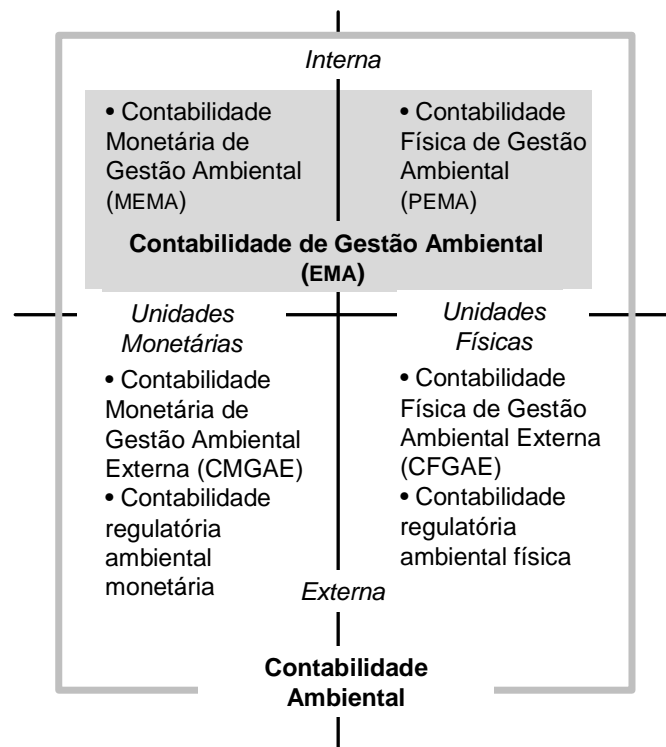 Interna
• Contabilidade
Monetária de
Gestão Ambiental
(MEMA)
• Contabilidade
Física de Gestão
Ambiental
(PEMA)
Contabilidade de Gestão Ambiental
(EMA)
Unidades
Monetárias
Unidades
Físicas
• Contabilidade
Monetária de
Gestão Ambiental
Externa (CMGAE)
• Contabilidade
regulatória
ambiental
monetária
• Contabilidade
Física de Gestão
Ambiental Externa
(CFGAE)
• Contabilidade
regulatória
ambiental física
Externa
Contabilidade
Ambiental